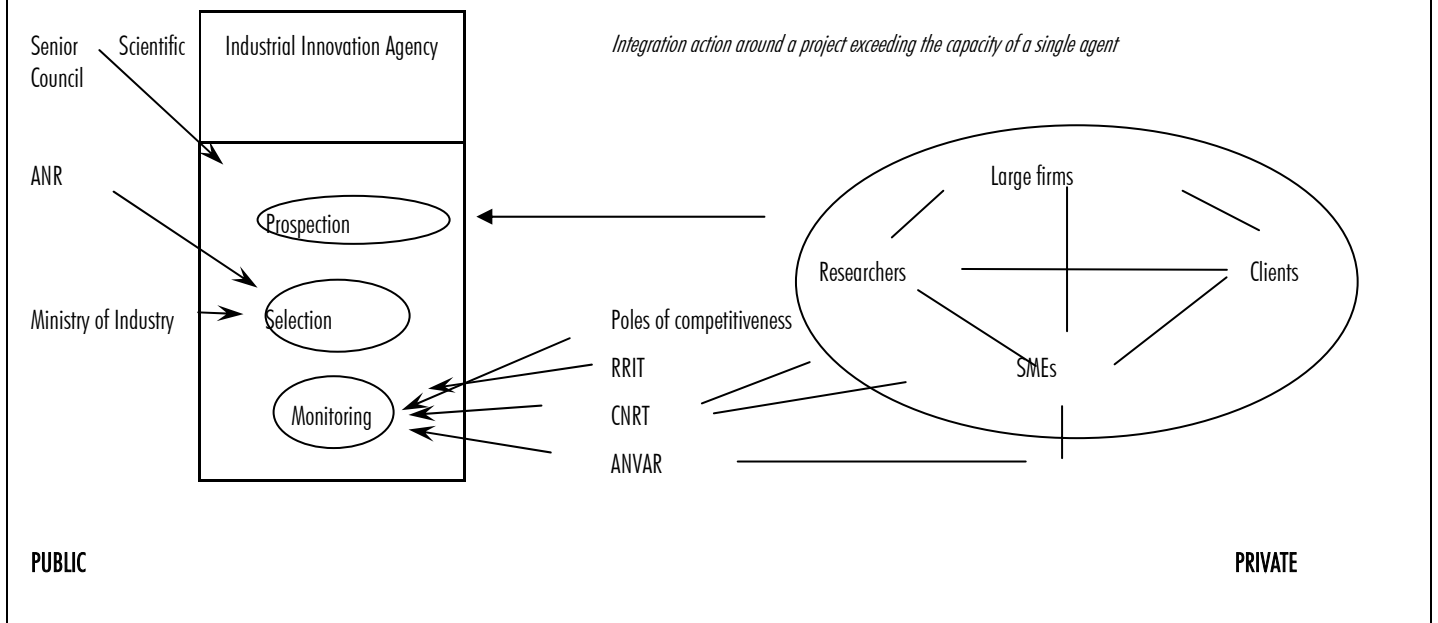 Senior Scientific
Council
Industrial Innovation Agency
Integration action around a project exceeding the capacity of a single agent
ANR
Large firms
Prospection
Researchers
Clients
Ministry of Industry
Selection
Poles of competitiveness
RRIT
SMEs
Monitoring
CNRT
ANVAR
PUBLIC
PRIVATE